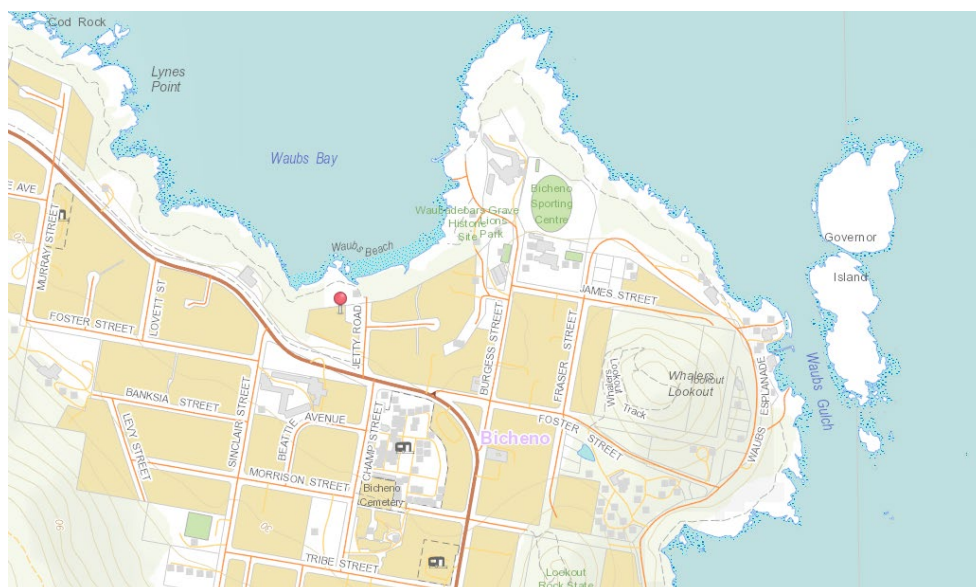 Cod Rock
Lynes
Point
Waubs Bay
Waubs Beach
Waubadebars Grave
Historic
Site
Lions
Park
Bicheno
Sporting
Centre
Governor
Island
AVE
MURRAY STREET
LOVETT ST
FOSTER STREET
JETTY ROAD
JAMES STREET
BURGESS STREET
FRASER STREET
Whalers
Lookout
Track
Whalers
Lookout
lookout
WAUBS ESPLANADE
Waubs Gulch
BANKSIA STREET
LEVY STREET
SINCLAIR STREET
BEATTIE AVENUE
CHAMP STREET
FOSTER STREET
Bicheno
MORRISON STREET
Bicheno
Cemetery
TRIBE STREET
Lookout
Rock State
50